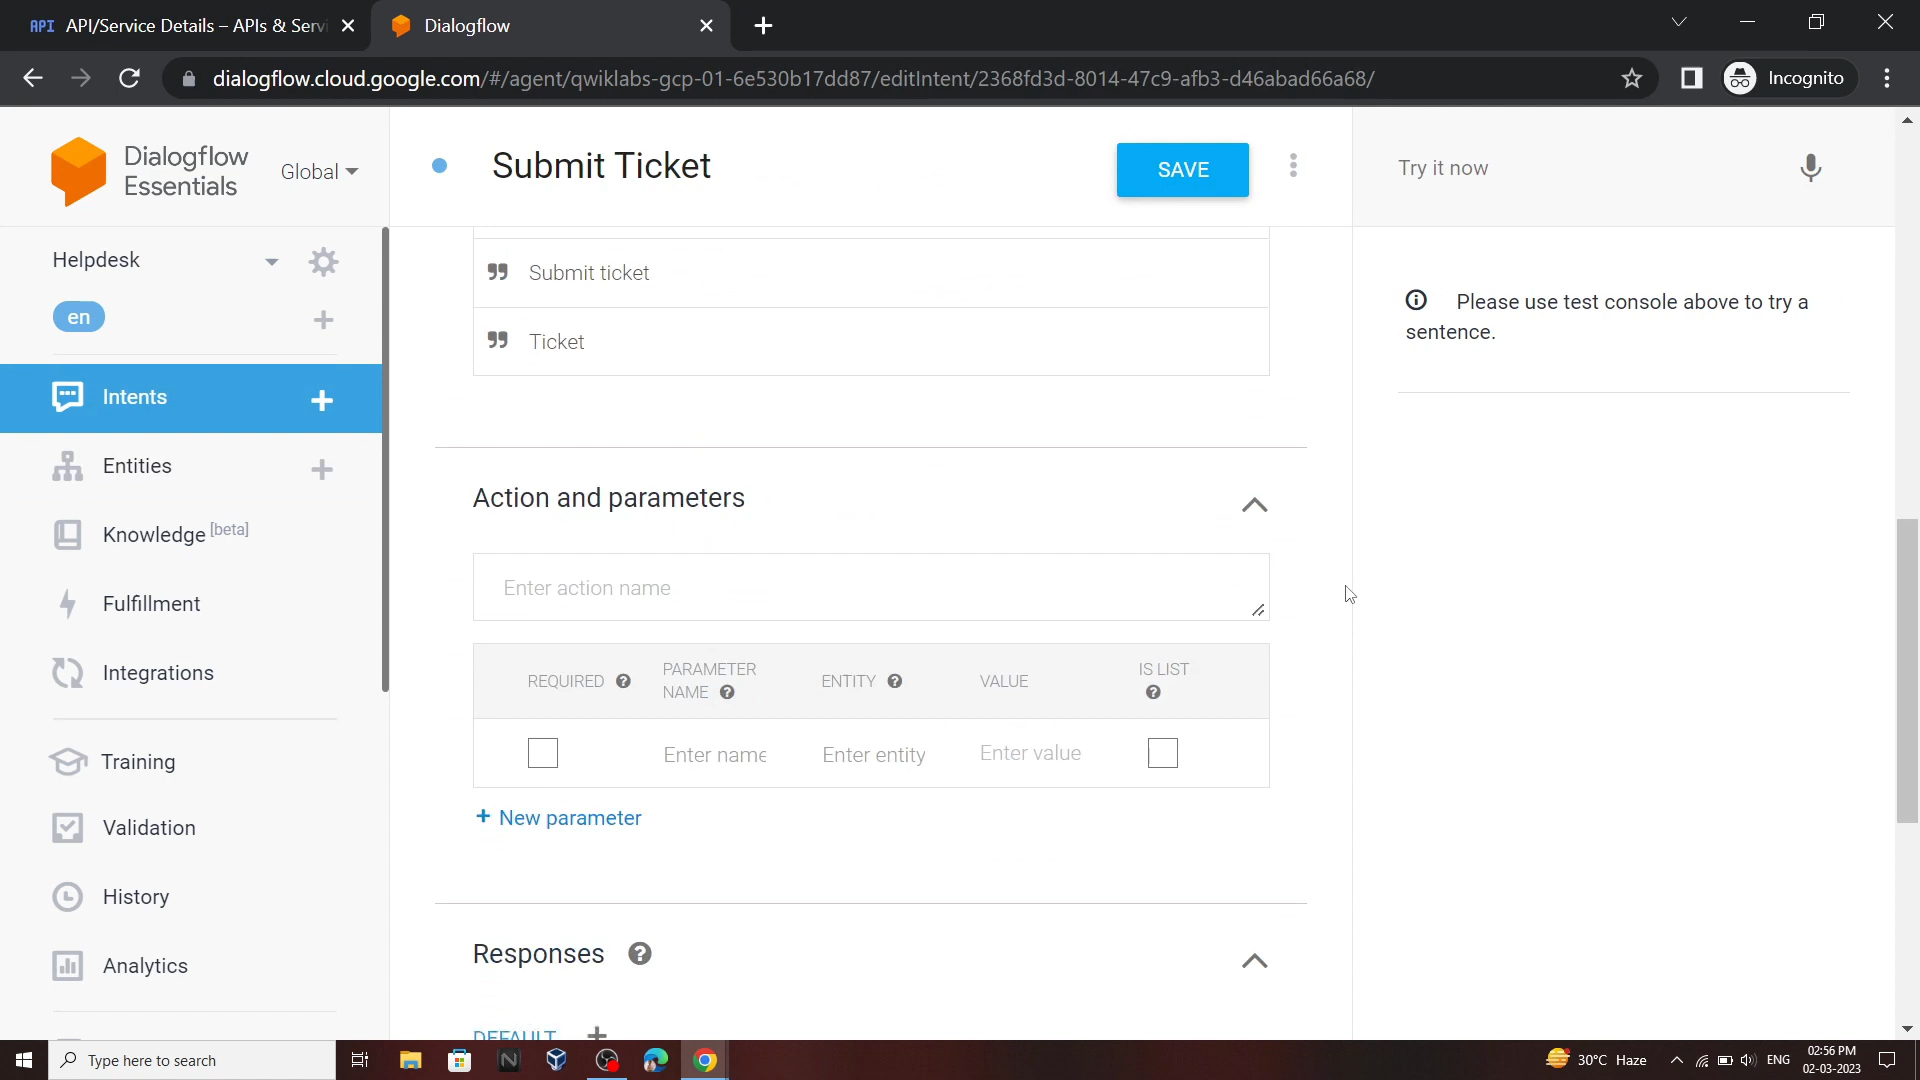 API API/Service Details – APIs & Servi
Dialogflow
dialogflow.cloud.google.com/#/agent/qwiklabs-gcp-01-6e530b17dd87/editIntent/2368fd3d-8014-47c9-afb3-d46abad66a68/
Incognito
Dialogflow
Essentials
Global
Submit Ticket
SAVE
Try it now
Helpdesk
en
Intents
Entities
Knowledge [beta]
Fulfillment
Integrations
Training
Validation
History
Analytics
Submit ticket
Ticket
Action and parameters
Enter action name
REQUIRED
PARAMETER
NAME
ENTITY
VALUE
IS LIST
Enter name
Enter entity
Enter value
+ New parameter
Responses
DEFAULT
Please use test console above to try a
sentence.
Type here to search
30°C Haze
ENG
02:56 PM
02-03-2023